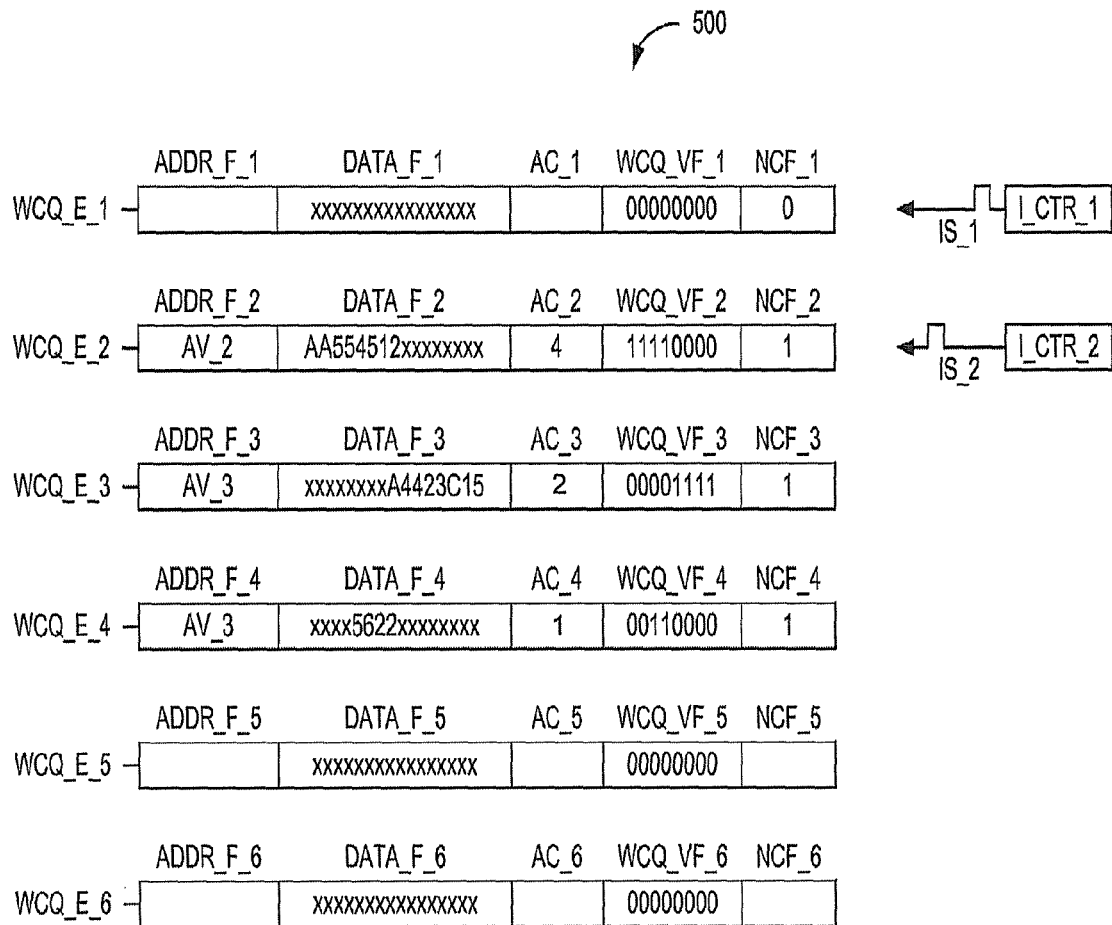 500
ADDR_F_1 DATA_F_1 AC_1 WCQ_VF_1 NCF_1
WCQ_E_1 xxxxxxxxxxxxxxxx 00000000 0 IS_1 I_CTR_1
ADDR_F_2 DATA_F_2 AC_2 WCQ_VF_2 NCF_2
WCQ_E_2 AV_2 AA554512xxxxxxxx 4 11110000 1 IS_2 I_CTR_2
ADDR_F_3 DATA_F_3 AC_3 WCQ_VF_3 NCF_3
WCQ_E_3 AV_3 xxxxxxxxA4423C15 2 00001111 1
ADDR_F_4 DATA_F_4 AC_4 WCQ_VF_4 NCF_4
WCQ_E_4 AV_3 xxxx5622xxxxxxxx 1 00110000 1
ADDR_F_5 DATA_F_5 AC_5 WCQ_VF_5 NCF_5
WCQ_E_5 xxxxxxxxxxxxxxxx 00000000
ADDR_F_6 DATA_F_6 AC_6 WCQ_VF_6 NCF_6
WCQ_E_6 xxxxxxxxxxxxxxxx 00000000